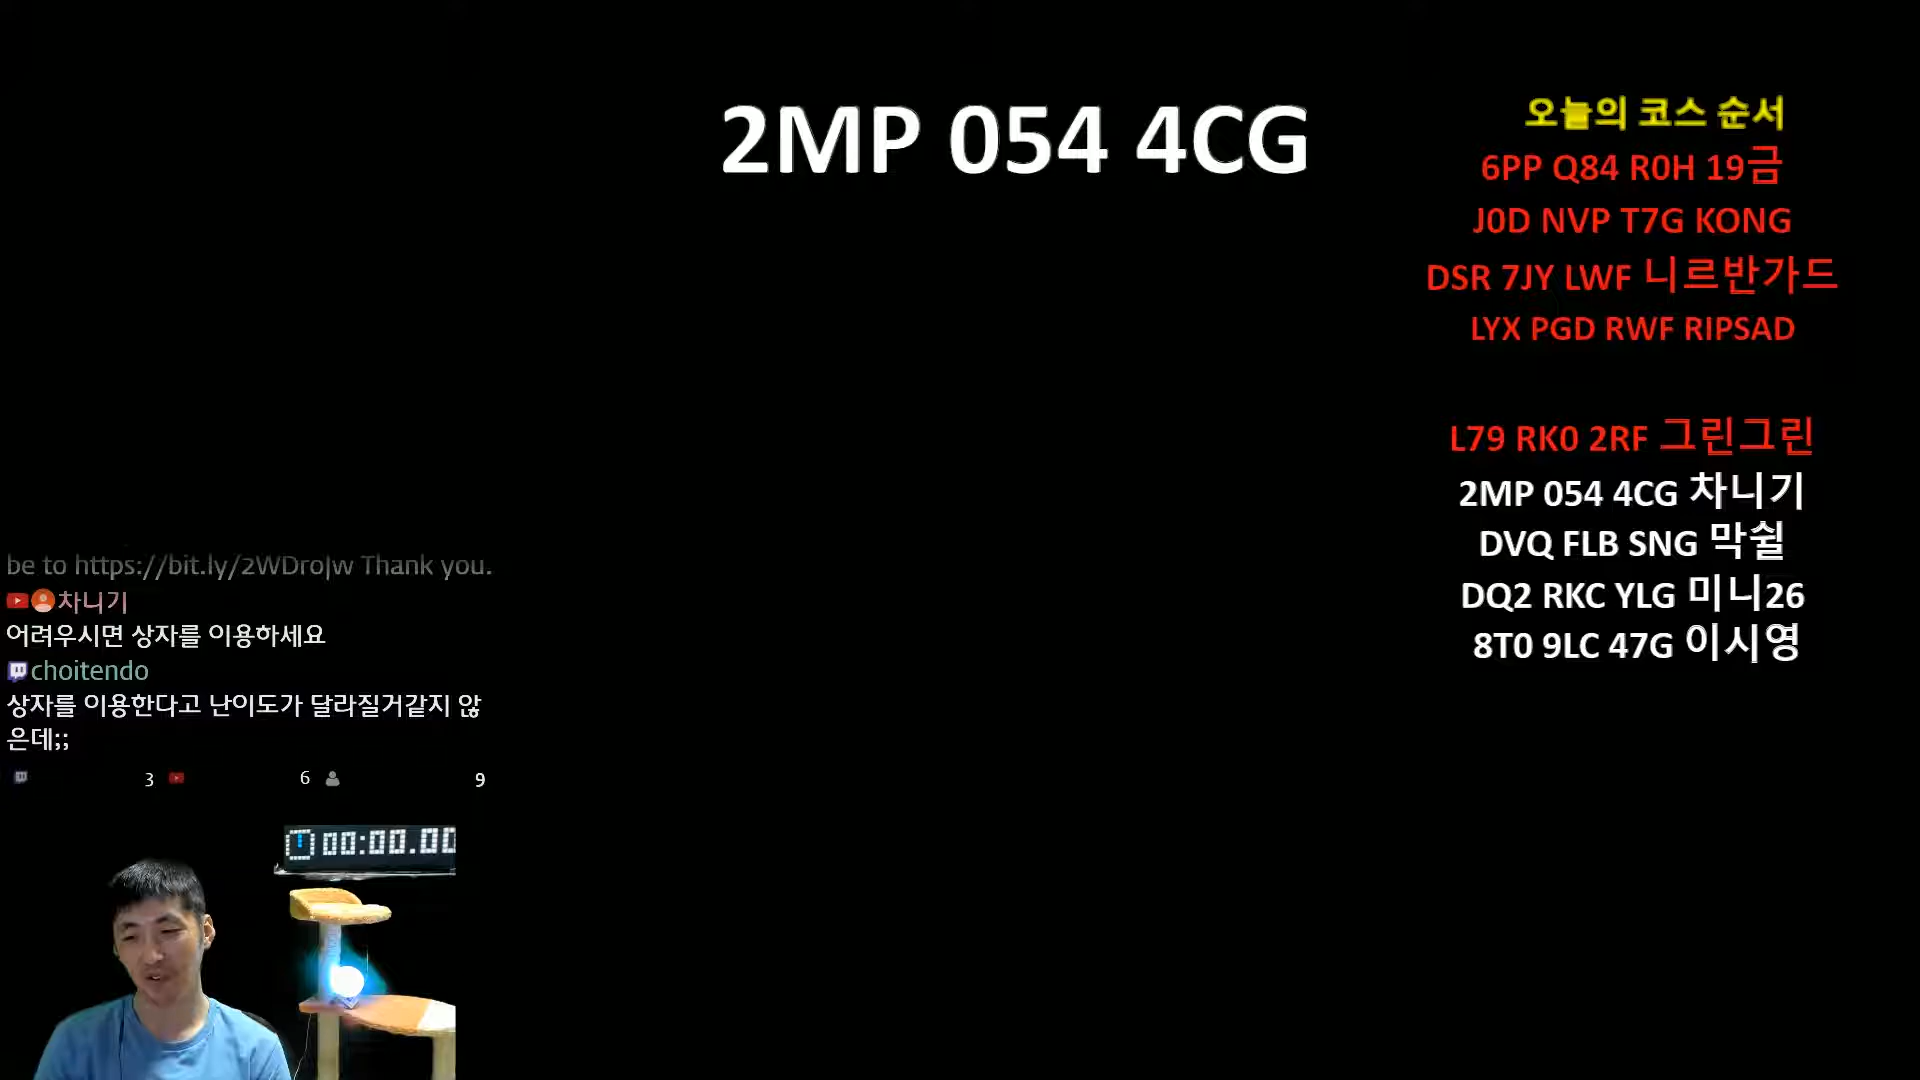 2MP 054 4CG
오늘의 코스 순서
6PP Q84 R0H 19금
J0D NVP T7G KONG
DSR 7JY LWF 니르반가드
LYX PGD RWF RIPSAD
L79 RK0 2RF 그린그린
2MP 054 4CG 차니기
DVQ FLB SNG 막쉴
DQ2 RKC YLG 미니26
8T0 9LC 47G 이시영
be to https://bit.ly/2WDroJw Thank you.
차니기
어려우시면 상자를 이용하세요
choitendo
상자를 이용한다고 난이도가 달라질거같지 않
은데;;
3 6 9
00:00.00